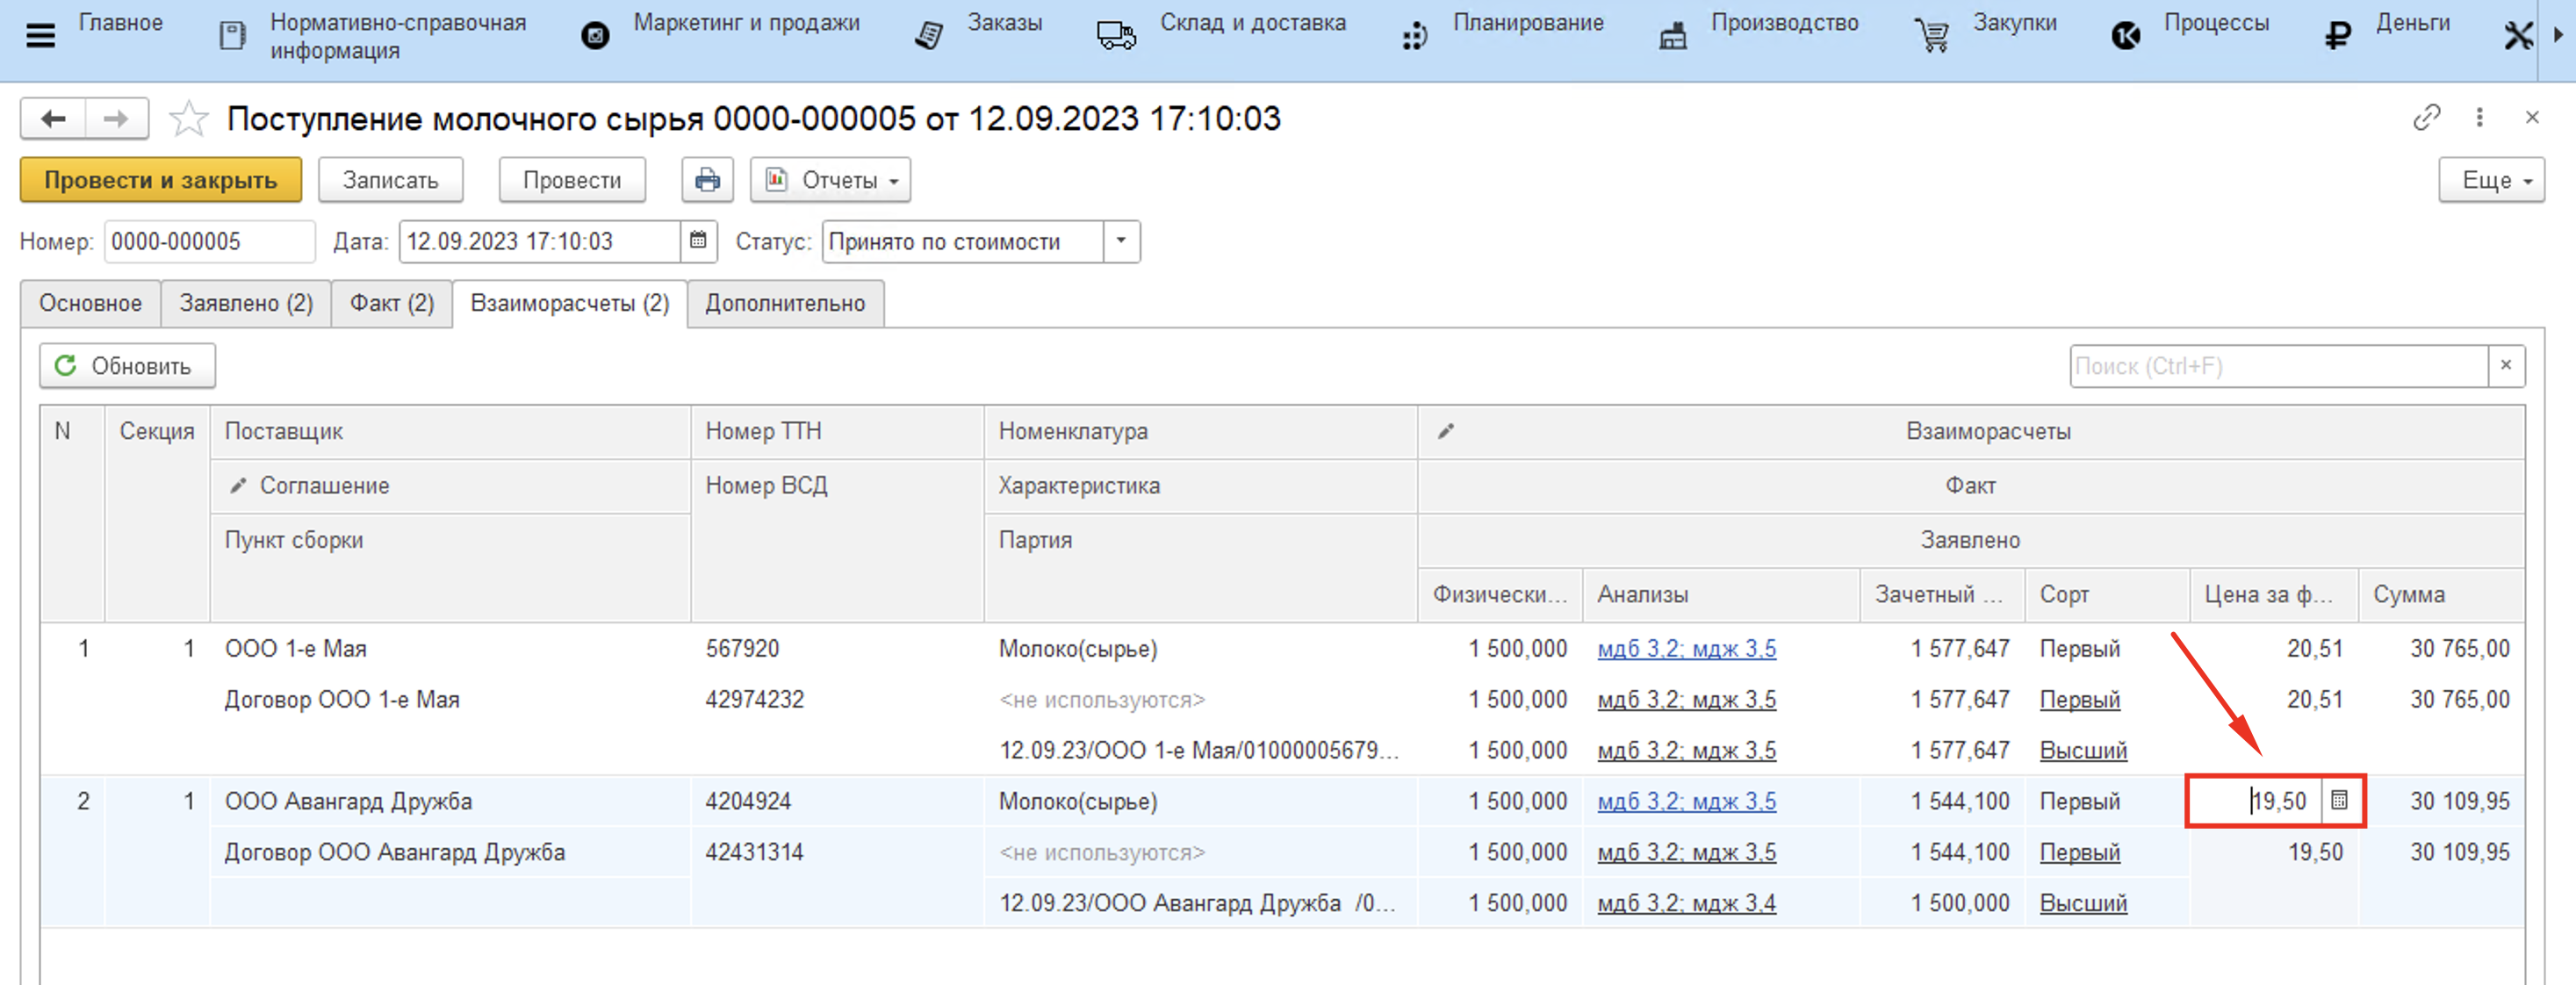 Главное
Нормативно-справочная
информация
Маркетинг и продажи
Заказы
Склад и доставка
Планирование
Производство
Закупки
Процессы
Деньги
Поступление молочного сырья 0000-000005 от 12.09.2023 17:10:03
Провести и закрыть
Записать
Провести
Отчеты
Еще
Номер: 0000-000005 Дата: 12.09.2023 17:10:03 Статус: Принято по стоимости
Основное Заявлено (2) Факт (2) Взаиморасчеты (2) Дополнительно
Обновить Поиск (Ctrl+F)
N Секция Поставщик Номер ТТН Номенклатура Взаиморасчеты
Соглашение Номер ВСД Характеристика Факт
Пункт сборки Партия Заявлено
Физически... Анализы Зачетный ... Сорт Цена за ф... Сумма
1 1 ООО 1-е Мая 567920 Молоко(сырье) 1 500,000 мдб 3,2; мдж 3,5 1 577,647 Первый 20,51 30 765,00
Договор ООО 1-е Мая 42974232 <не используются> 1 500,000 мдб 3,2; мдж 3,5 1 577,647 Первый 20,51 30 765,00
12.09.23/ООО 1-е Мая/01000005679... 1 500,000 мдб 3,2; мдж 3,5 1 577,647 Высший
2 1 ООО Авангард Дружба 4204924 Молоко(сырье) 1 500,000 мдб 3,2; мдж 3,5 1 544,100 Первый 19,50 30 109,95
Договор ООО Авангард Дружба 42431314 <не используются> 1 500,000 мдб 3,2; мдж 3,5 1 544,100 Первый 19,50 30 109,95
12.09.23/ООО Авангард Дружба /0... 1 500,000 мдб 3,2; мдж 3,4 1 500,000 Высший